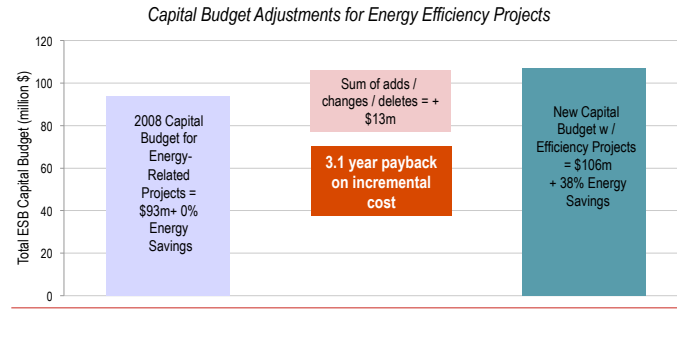 Capital Budget Adjustments for Energy Efficiency Projects
Total ESB Capital Budget (million $)
120
100
80
60
40
20
0
2008 Capital
Budget for
Energy-
Related
Projects =
$93m+ 0%
Energy
Savings
Sum of adds /
changes / deletes = +
$13m
3.1 year payback
on incremental
cost
New Capital
Budget w /
Efficiency Projects
= $106m
+ 38% Energy
Savings